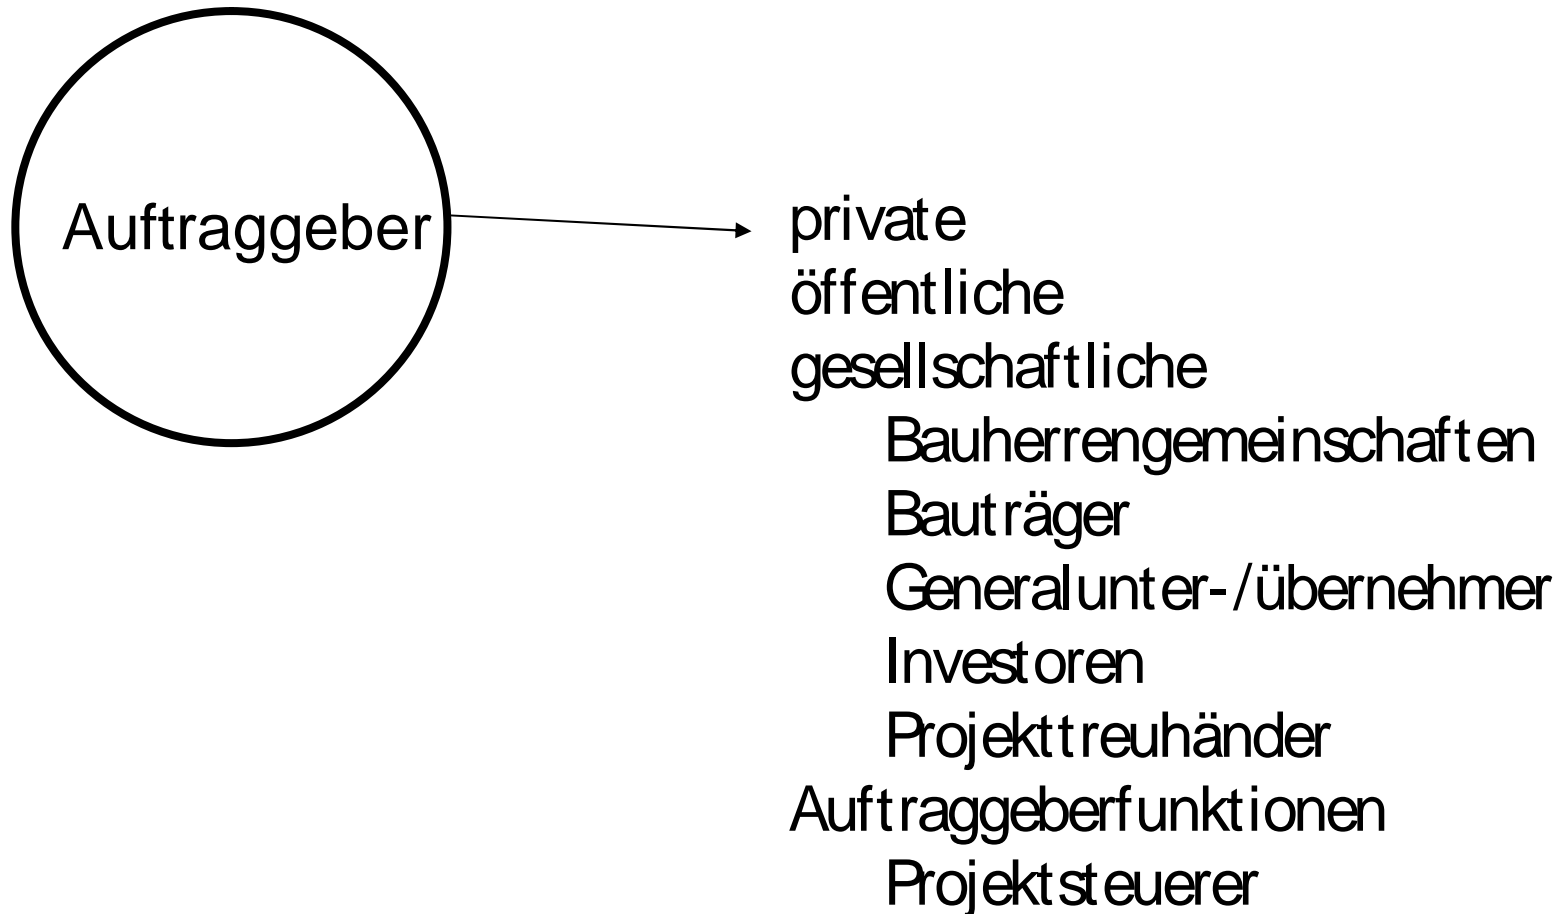 Auftraggeber
private
öffentliche
gesellschaftliche
Bauherrengemeinschaften
Bauträger
Generalunter-/übernehmer
Investoren
Projekttreuhänder
Auftraggeberfunktionen
Projektsteuerer